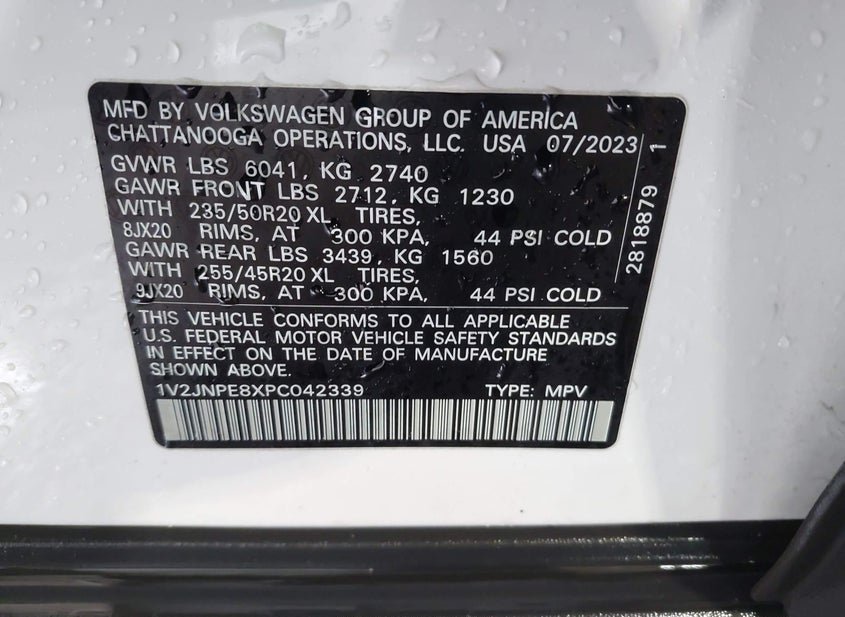 MFD BY VOLKSWAGEN GROUP OF AMERICA
CHATTANOOGA OPERATIONS, LLC. USA 07/2023
GVWR LBS 6041, KG 2740
GAWR FRONT LBS 2712, KG 1230
WITH 235/50R20 XL TIRES,
8JX20 RIMS, AT 300 KPA, 44 PSI COLD
GAWR REAR LBS 3439, KG 1560
WITH 255/45R20 XL TIRES,
9JX20 RIMS, AT 300 KPA, 44 PSI COLD
THIS VEHICLE CONFORMS TO ALL APPLICABLE
U.S. FEDERAL MOTOR VEHICLE SAFETY STANDARDS
IN EFFECT ON THE DATE OF MANUFACTURE
SHOWN ABOVE.
1V2JNPE8XPC042339 TYPE: MPV
2818879 1